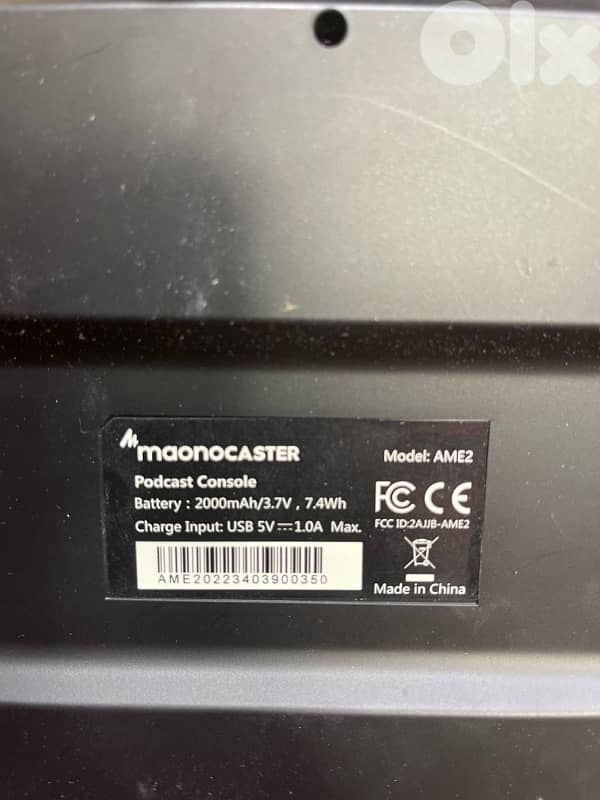 Olx
maonocaster
Model: AME2
Podcast Console
Battery : 2000mAh/3.7V , 7.4Wh
FC CE
Charge Input: USB 5V⎓1.0A Max.
FCC ID:2AJJB-AME2
AME20223403900350
Made in China